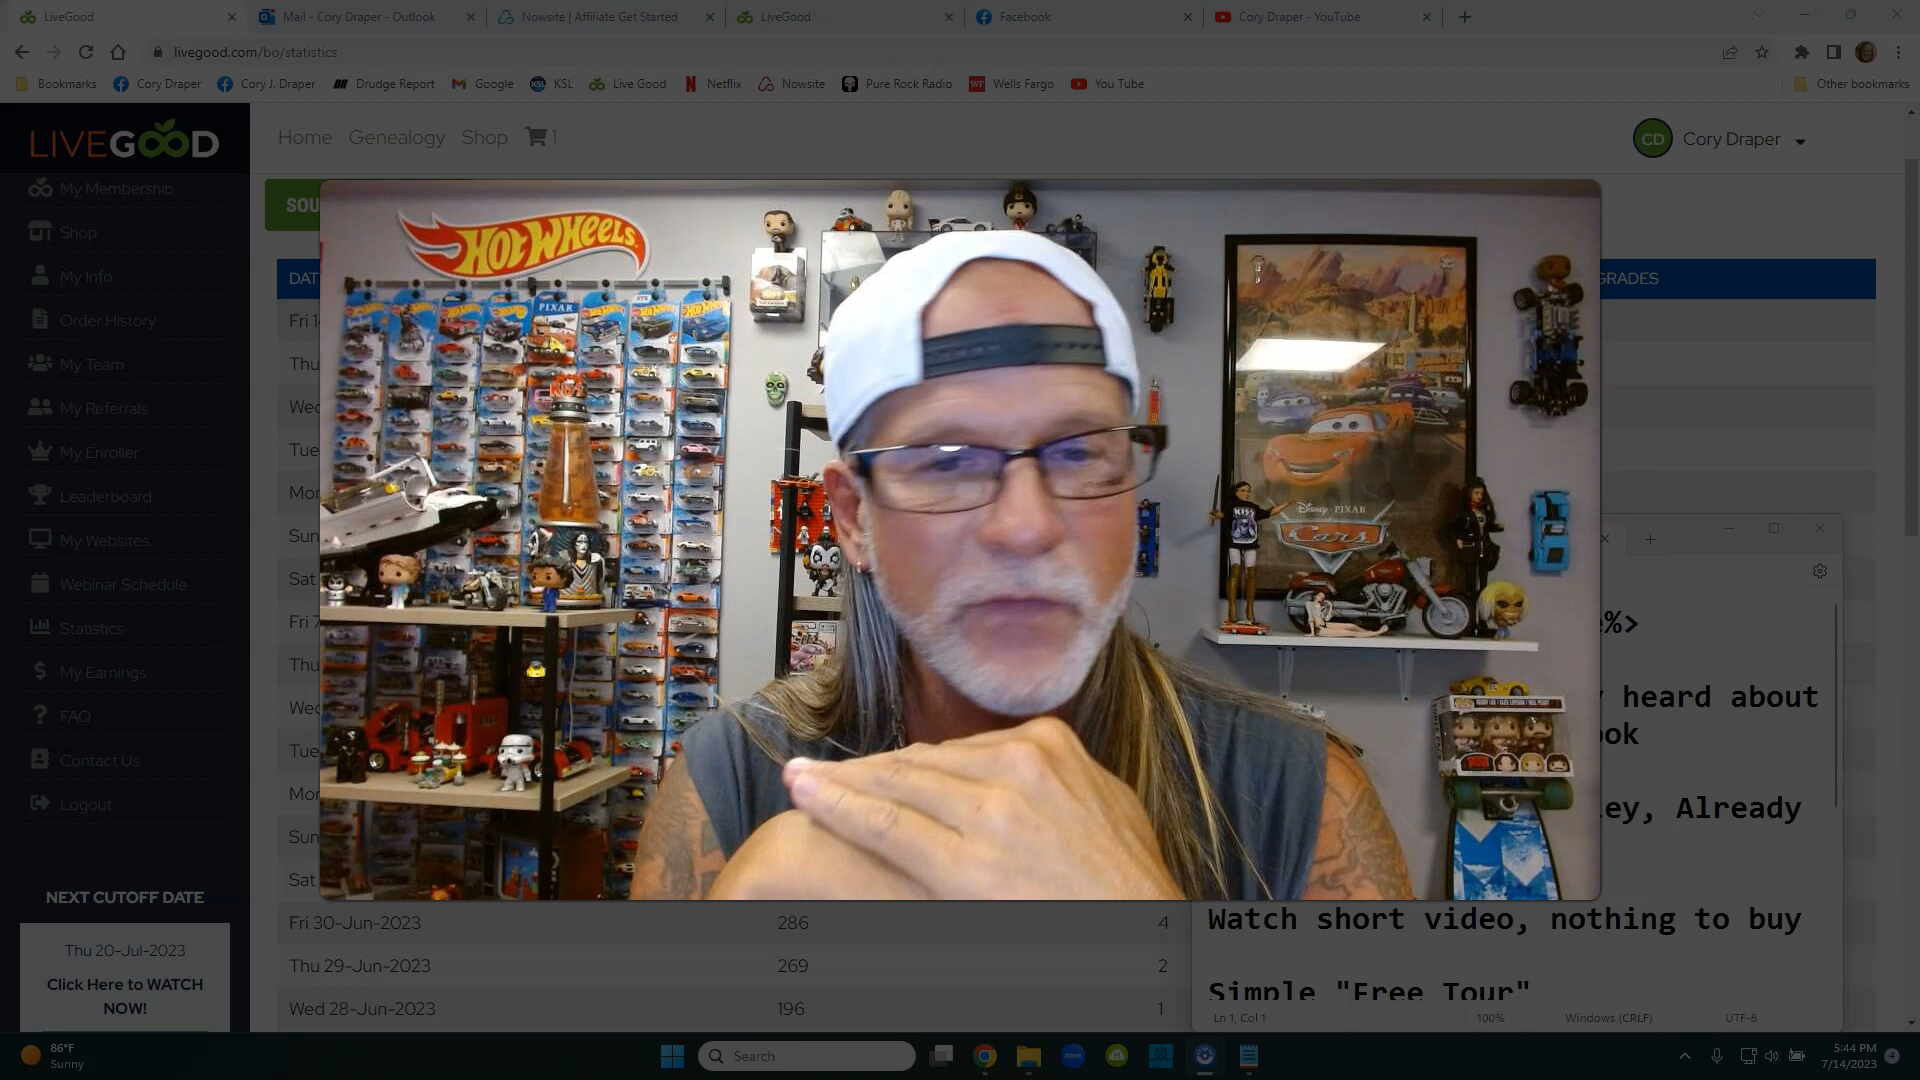 LiveGood
Mail - Cory Draper - Outlook
Nowsite | Affiliate Get Started
LiveGood
Facebook
Cory Draper - YouTube
livegood.com/bo/statistics
Bookmarks
Cory Draper
Cory J. Draper
Drudge Report
Google
KSL
Live Good
Netflix
Nowsite
Pure Rock Radio
Wells Fargo
You Tube
Other bookmarks
LIVEGOOD
Home
Genealogy
Shop
1
CD
Cory Draper
My Membership
Shop
My Info
Order History
My Team
My Referrals
My Enroller
Leaderboard
My Websites
Webinar Schedule
Statistics
My Earnings
FAQ
Contact Us
Logout
NEXT CUTOFF DATE
Thu 20-Jul-2023
Click Here to WATCH
NOW!
SOU
DAT
GRADES
Fri 1
Thu
Wed
Tue
Mon
Sun
Sat
Fri 7
Thu
Wed
Tue
Mon
Sun
Sat
Fri 30-Jun-2023 286 4
Thu 29-Jun-2023 269 2
Wed 28-Jun-2023 196 1
HOT WHEELS
PIXAR
KISS
Disney PIXAR
Cars
e%>
y heard about
ook
ley, Already
Watch short video, nothing to buy
Simple "Free Tour"
Ln 1, Col 1
100%
Windows (CRLF)
UTF-8
86°F
Sunny
Search
zoom
5:44 PM
7/14/2023
4